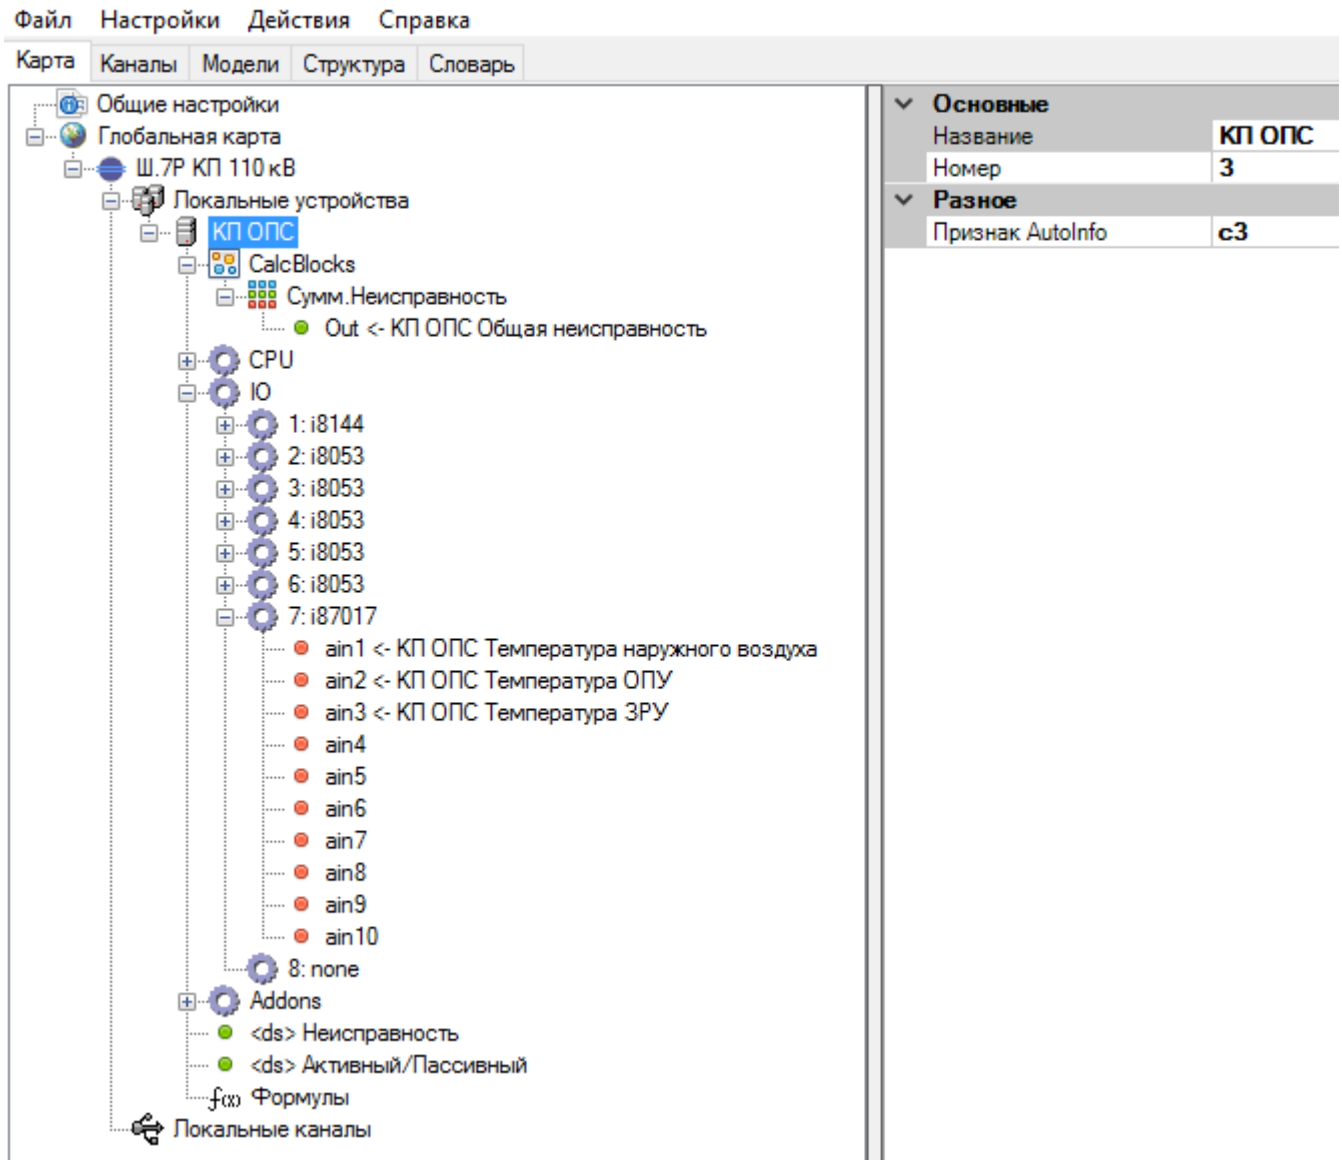 Файл Настройки Действия Справка
Карта Каналы Модели Структура Словарь
Общие настройки
Глобальная карта
Ш.7Р КП 110 кВ
Локальные устройства
КП ОПС
CalcBlocks
Сумм.Неисправность
Out <- КП ОПС Общая неисправность
CPU
IO
1: i8144
2: i8053
3: i8053
4: i8053
5: i8053
6: i8053
7: i87017
ain1 <- КП ОПС Температура наружного воздуха
ain2 <- КП ОПС Температура ОПУ
ain3 <- КП ОПС Температура ЗРУ
ain4
ain5
ain6
ain7
ain8
ain9
ain10
8: none
Addons
<ds> Неисправность
<ds> Активный/Пассивный
f(x) Формулы
Локальные каналы
Основные
Название КП ОПС
Номер 3
Разное
Признак AutoInfo c3